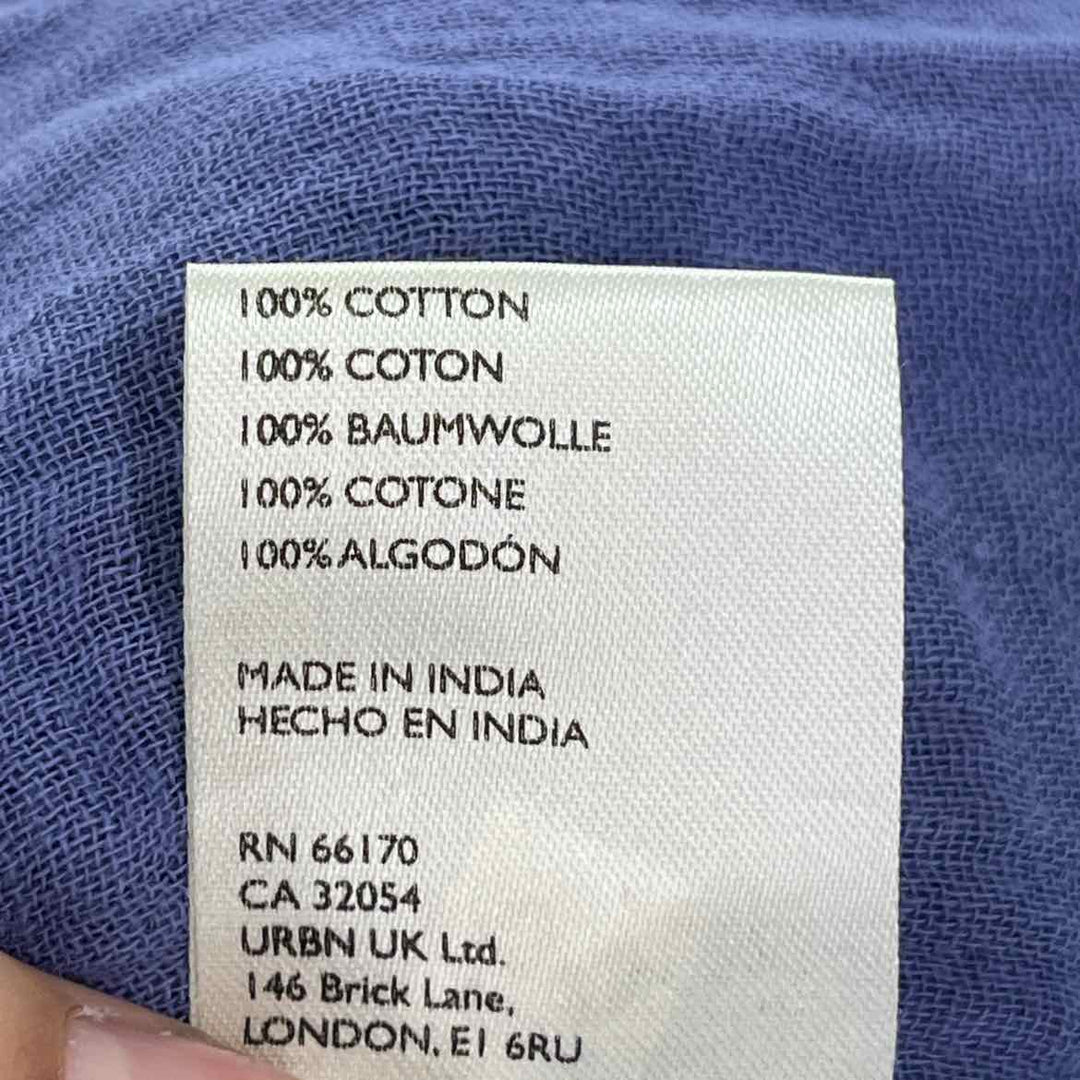 100% COTTON
100% COTON
100% BAUMWOLLE
100% COTONE
100% ALGODÓN
MADE IN INDIA
HECHO EN INDIA
RN 66170
CA 32054
URBN UK Ltd.
146 Brick Lane,
LONDON. E1 6RU